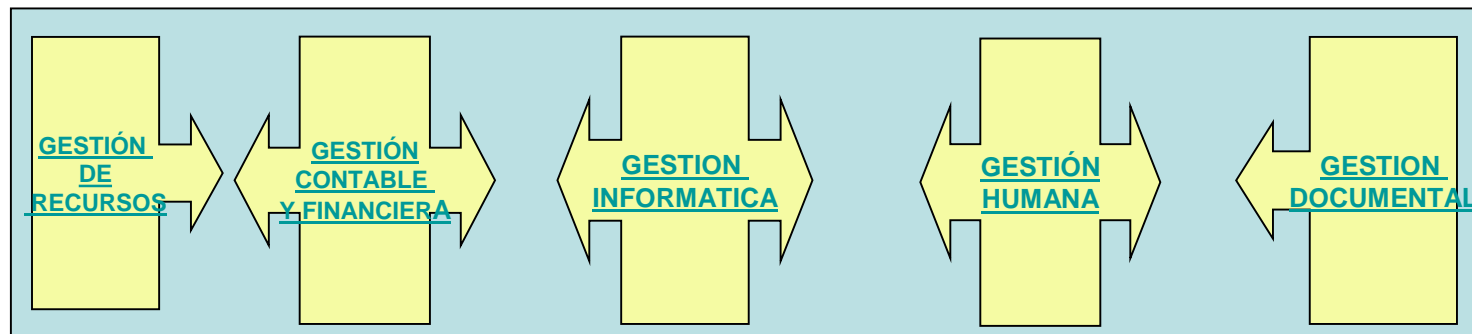 GESTIÓN
DE
RECURSOS
GESTIÓN
CONTABLE
Y FINANCIERA
GESTION
INFORMATICA
GESTIÓN
HUMANA
GESTION
DOCUMENTAL